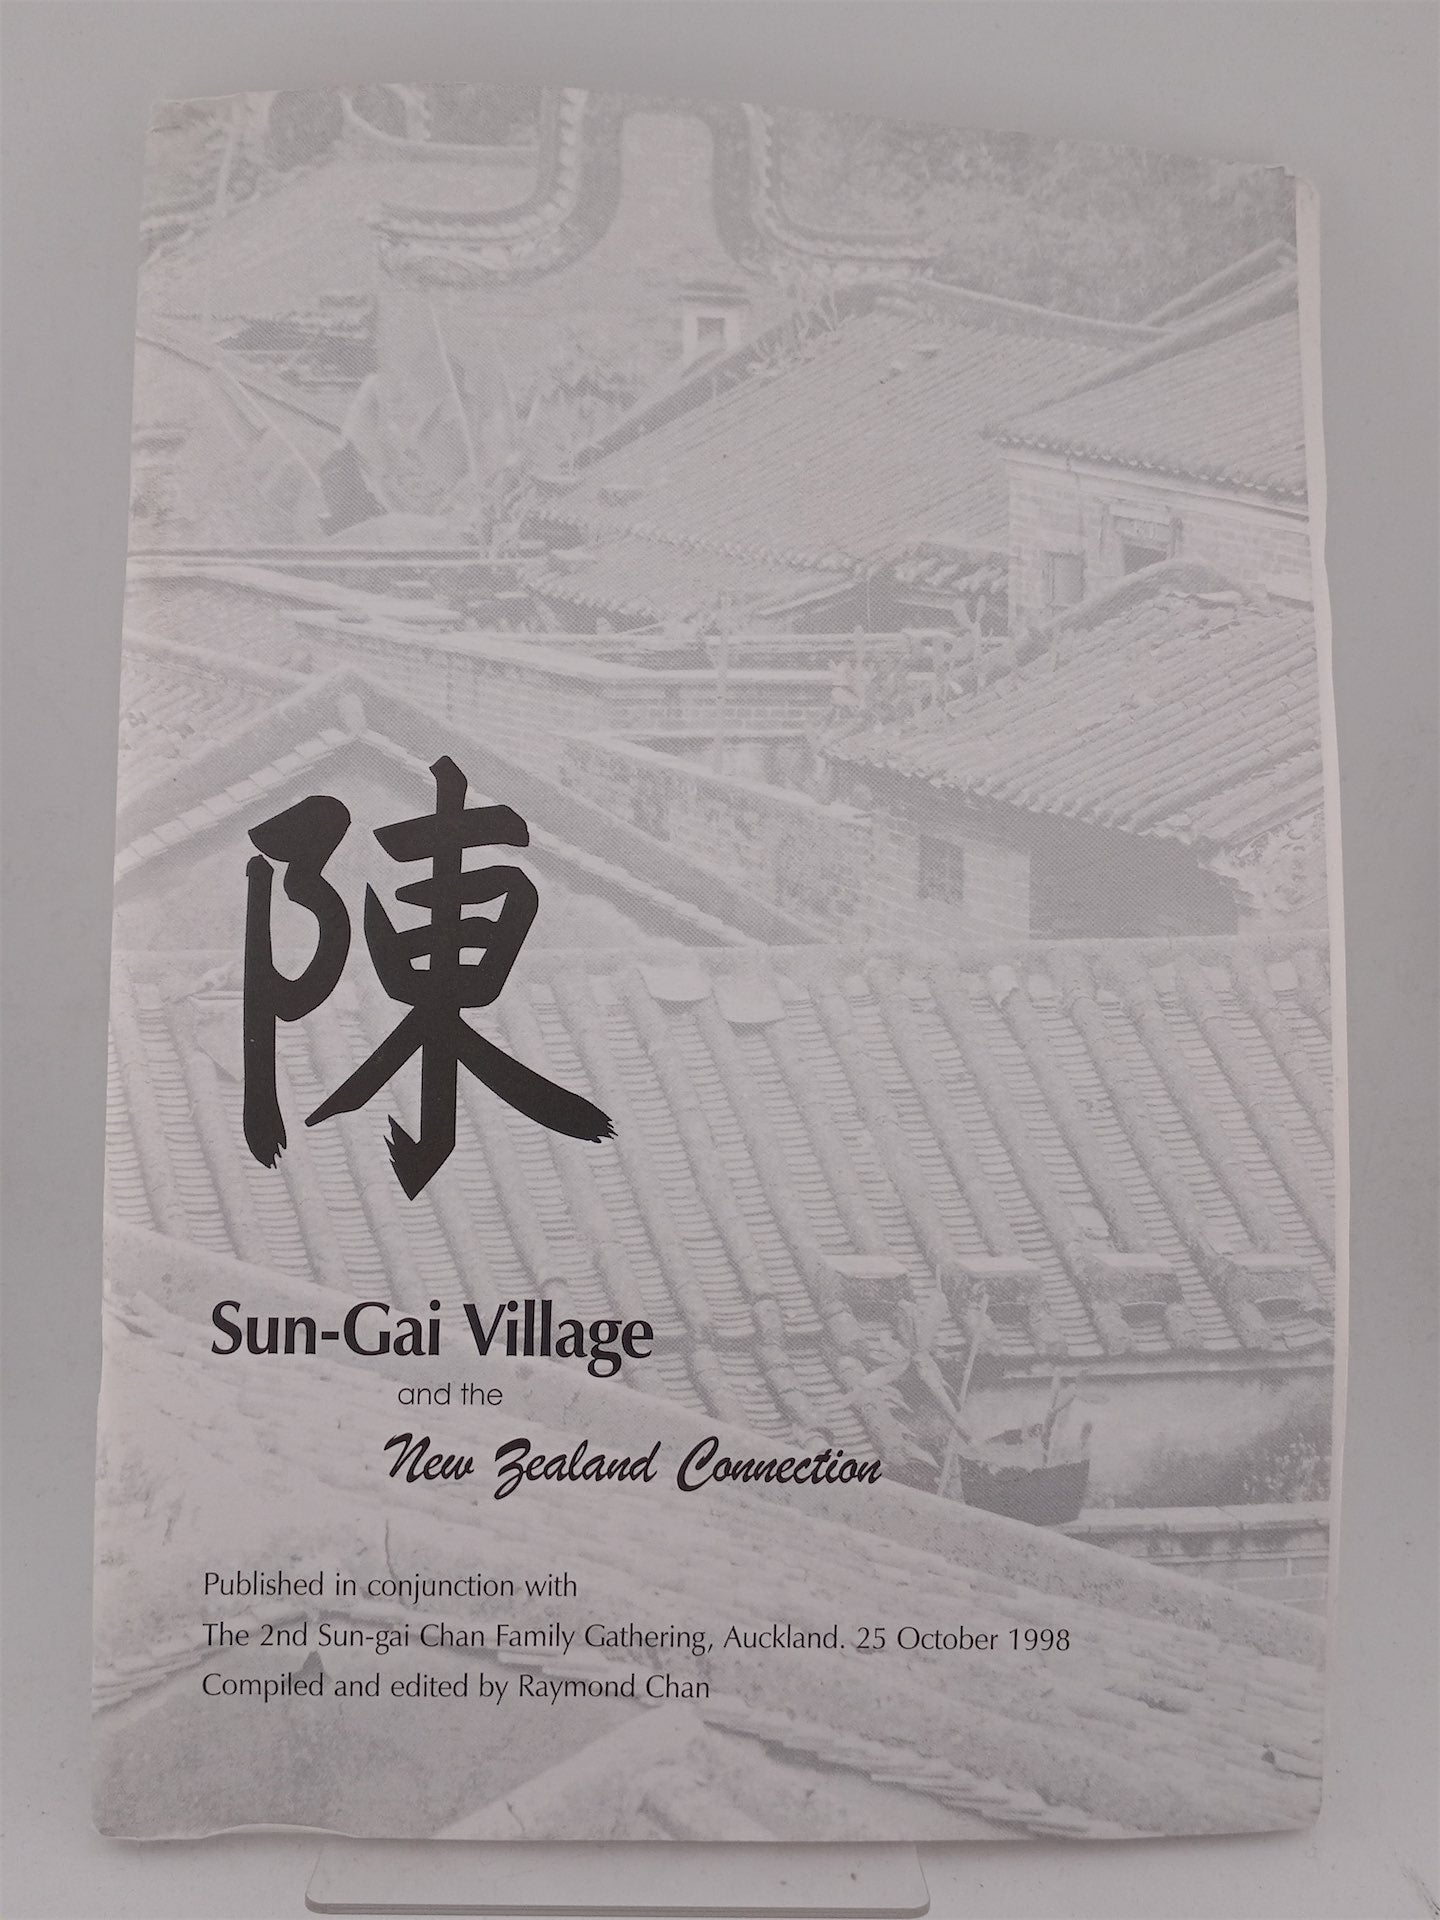 陳
Sun-Gai Village
and the
New Zealand Connection
Published in conjunction with
The 2nd Sun-gai Chan Family Gathering, Auckland. 25 October 1998
Compiled and edited by Raymond Chan